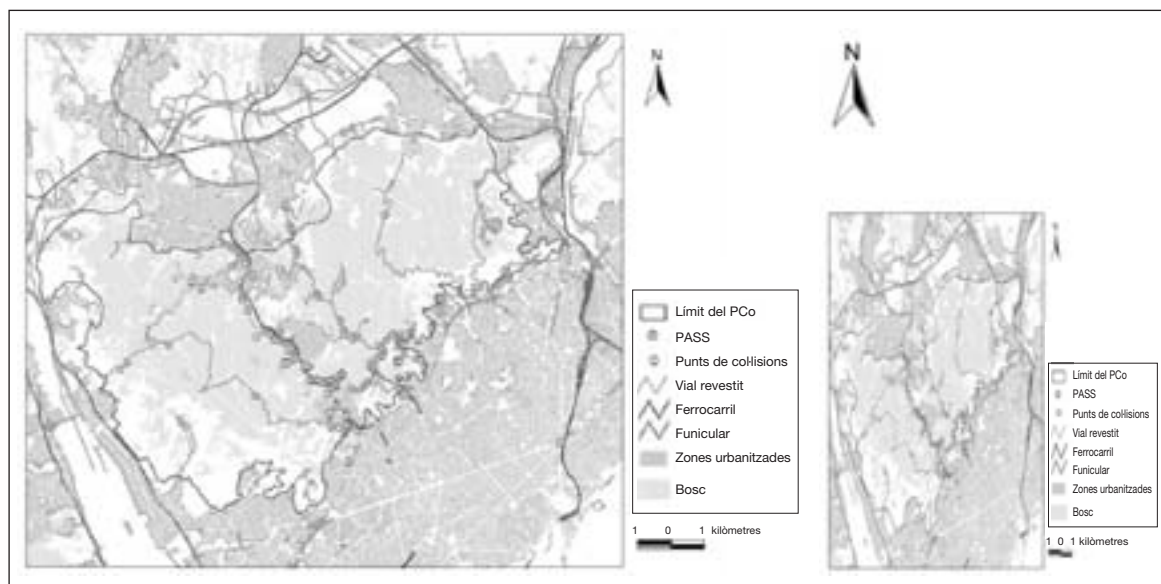 N
Límit del PCo
PASS
Punts de col·lisions
Vial revestit
Ferrocarril
Funicular
Zones urbanitzades
Bosc
1 0 1 kilòmetres
N
Límit del PCo
PASS
Punts de col·lisions
Vial revestit
Ferrocarril
Funicular
Zones urbanitzades
Bosc
1 0 1 kilòmetres